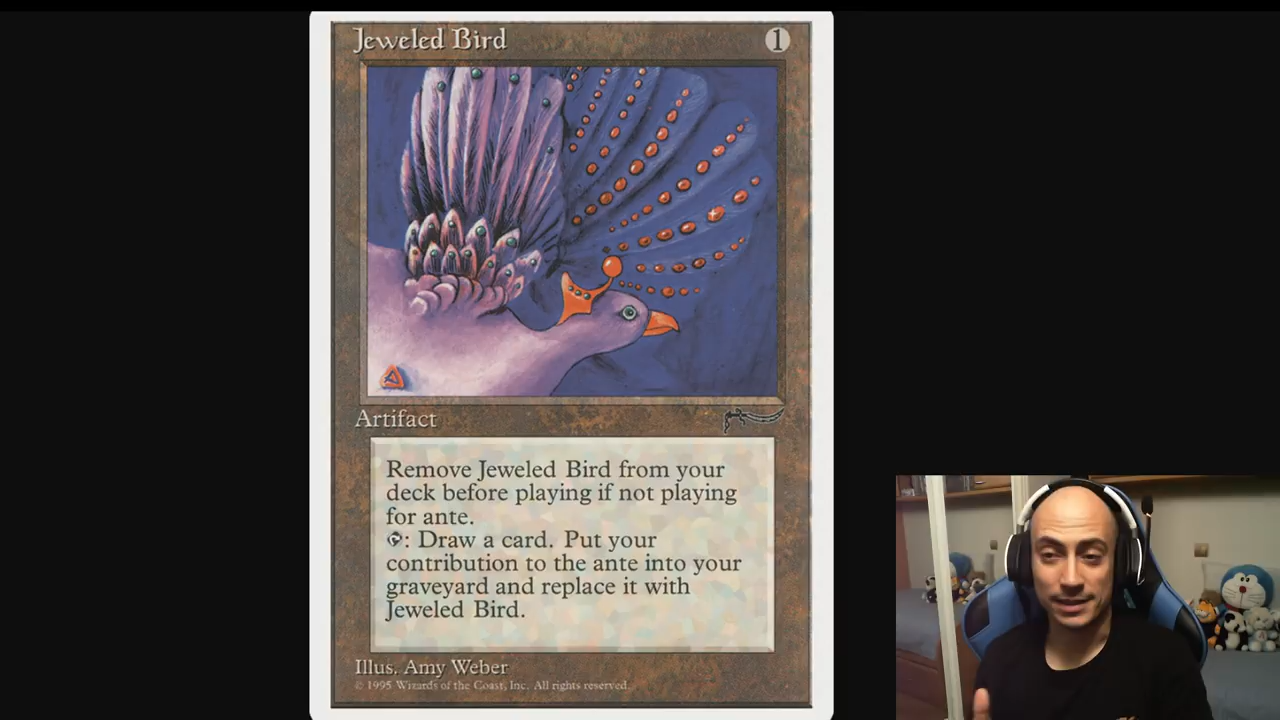 Jeweled Bird 1
Artifact
Remove Jeweled Bird from your
deck before playing if not playing
for ante.
: Draw a card. Put your
contribution to the ante into your
graveyard and replace it with
Jeweled Bird.
Illus. Amy Weber
© 1995 Wizards of the Coast, Inc. All rights reserved.